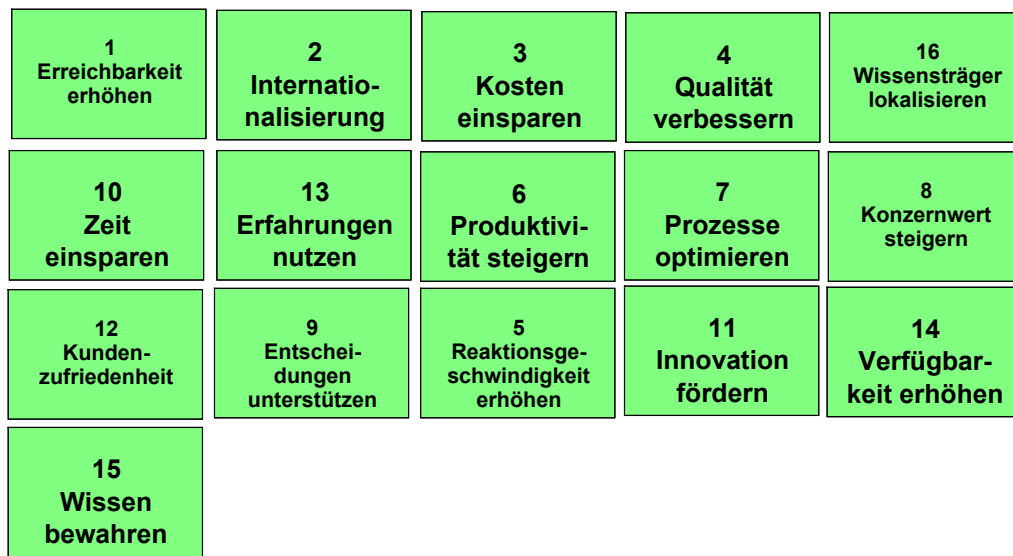 1
Erreichbarkeit
erhöhen
2
Internatio-
nalisierung
3
Kosten
einsparen
4
Qualität
verbessern
16
Wissensträger
lokalisieren
10
Zeit
einsparen
13
Erfahrungen
nutzen
6
Produktivi-
tät steigern
7
Prozesse
optimieren
8
Konzernwert
steigern
12
Kunden-
zufriedenheit
9
Entschei-
dungen
unterstützen
5
Reaktionsge-
schwindigkeit
erhöhen
11
Innovation
fördern
14
Verfügbar-
keit erhöhen
15
Wissen
bewahren